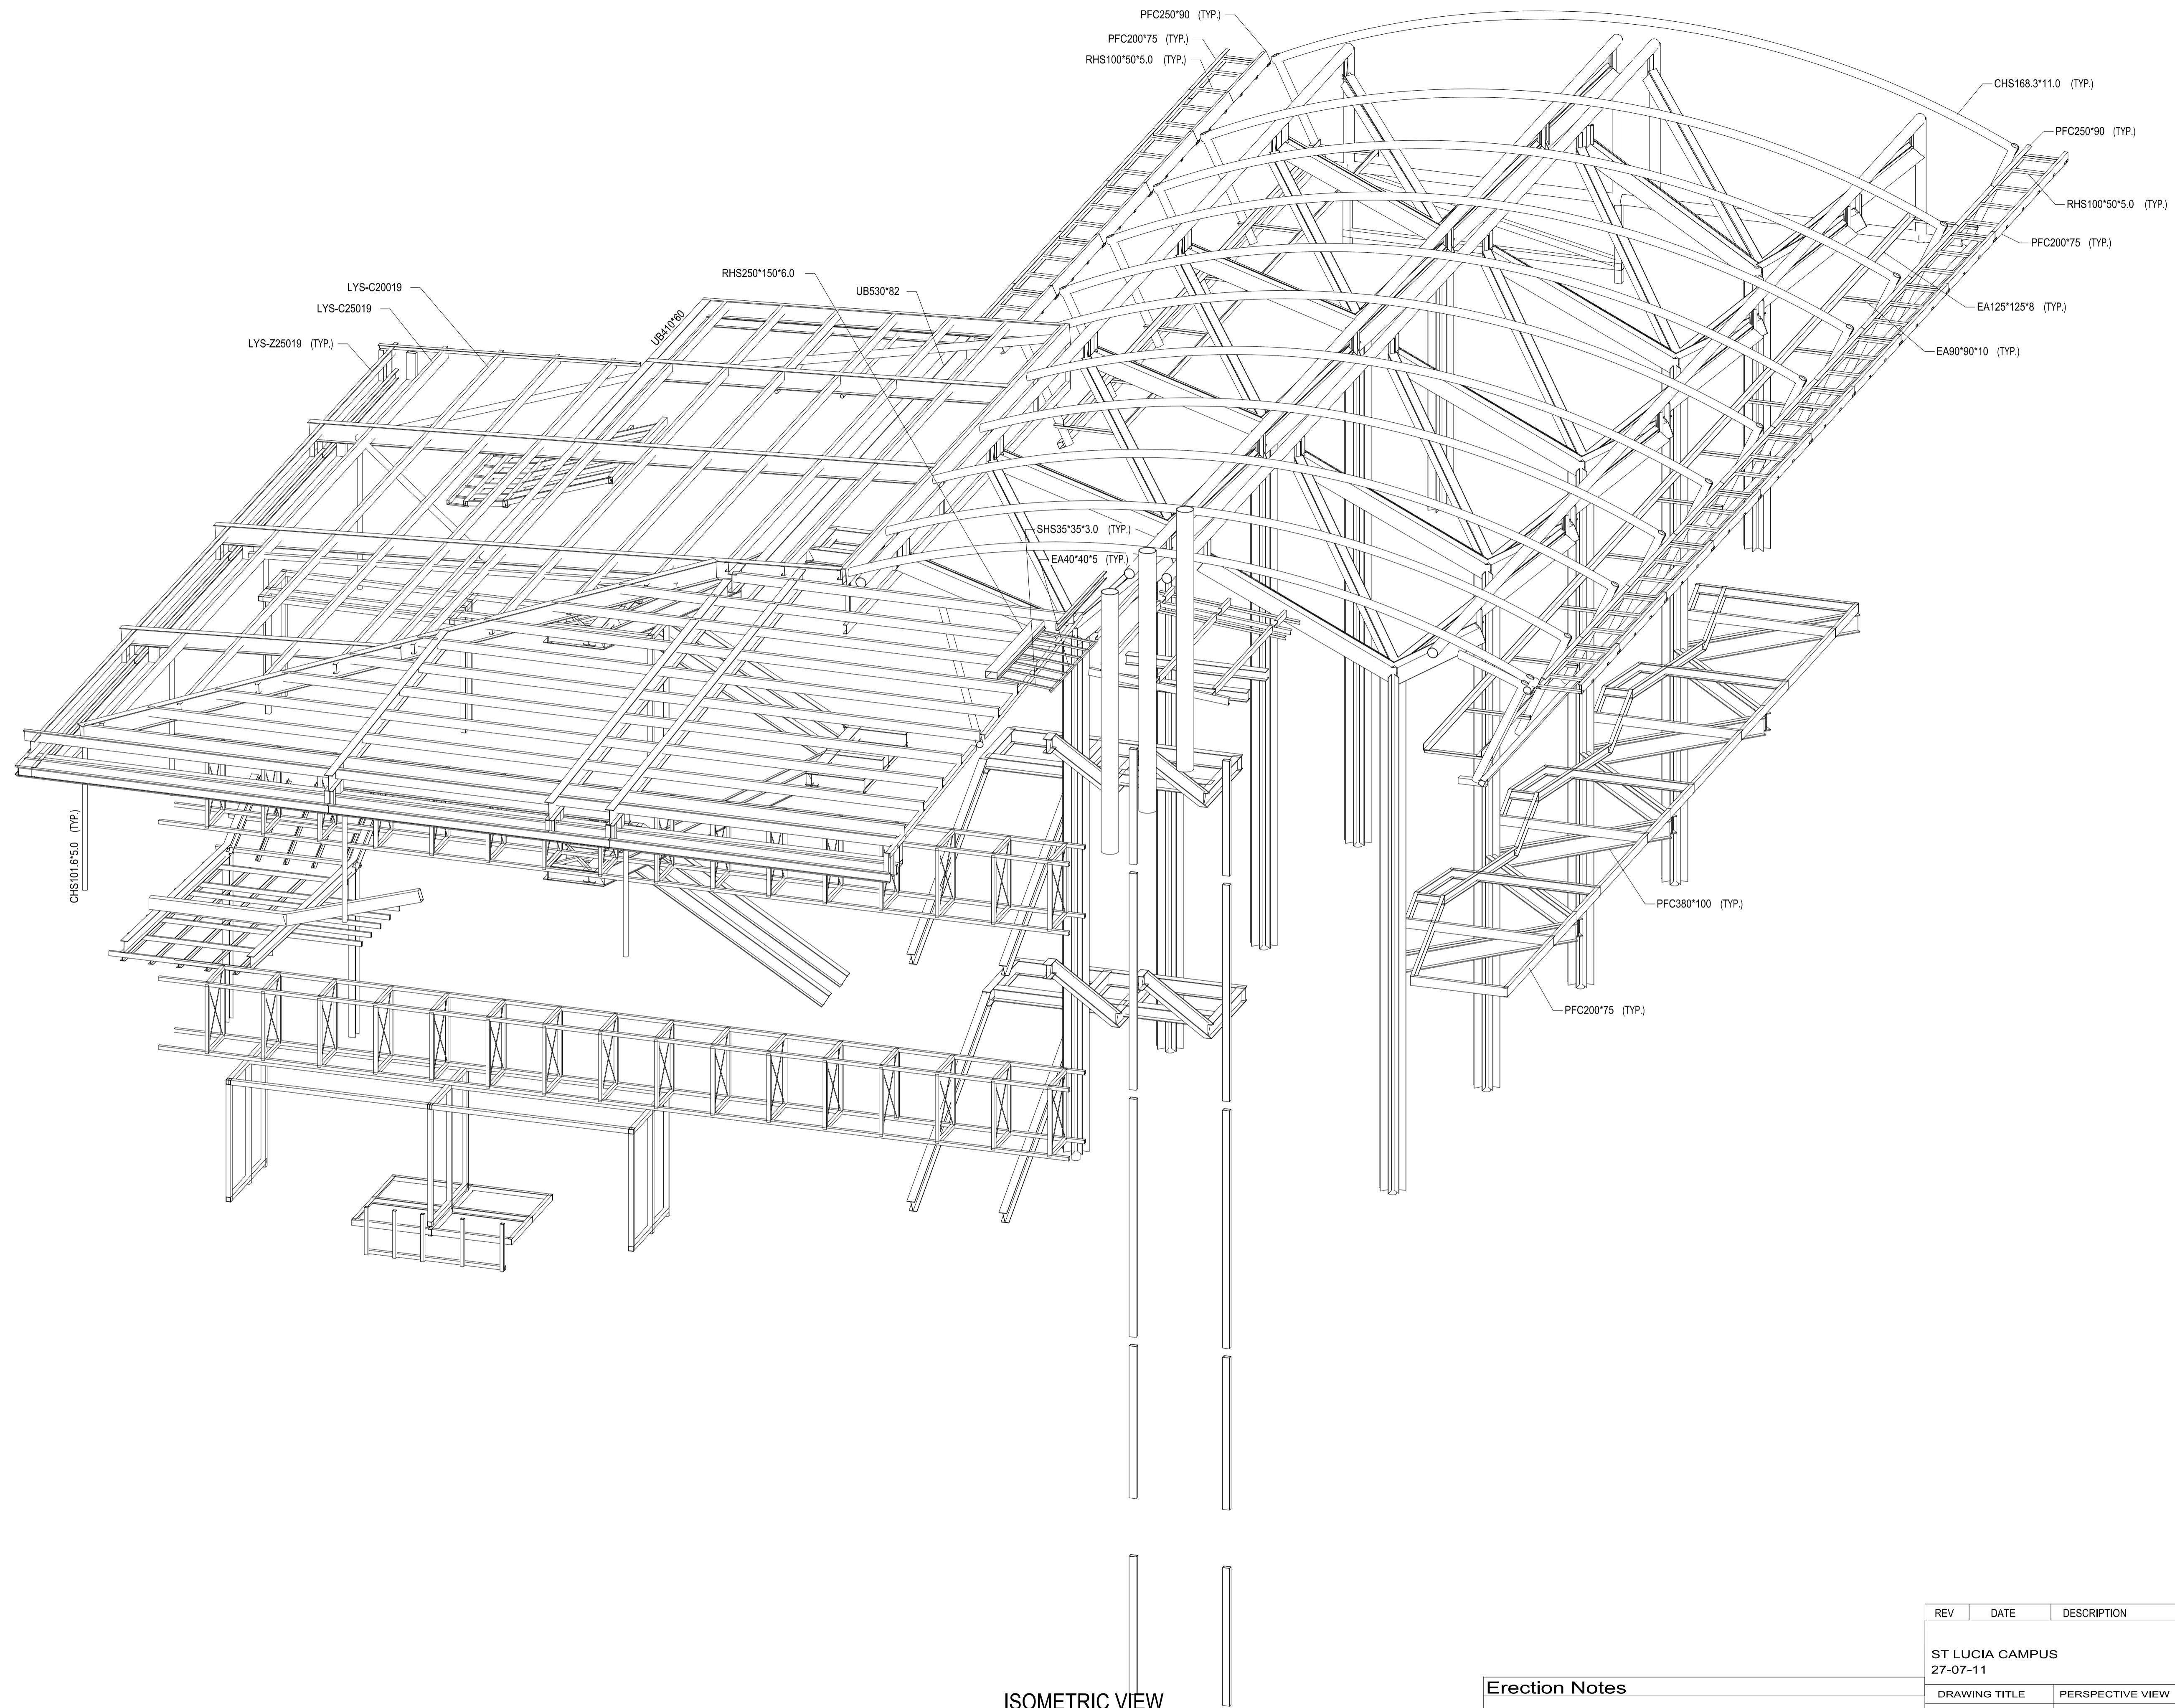 PFC250*90 (TYP.)
PFC200*75 (TYP.)
RHS100*50*5.0 (TYP.)
CHS168.3*11.0 (TYP.)
PFC250*90 (TYP.)
RHS100*50*5.0 (TYP.)
PFC200*75 (TYP.)
RHS250*150*6.0
UB530*82
LYS-C20019
LYS-C25019
LYS-Z25019 (TYP.)
UB410*60
EA125*125*8 (TYP.)
EA90*90*10 (TYP.)
SHS35*35*3.0 (TYP.)
EA40*40*5 (TYP.)
CHS101.6*5.0 (TYP.)
PFC380*100 (TYP.)
PFC200*75 (TYP.)
REV DATE DESCRIPTION
ST LUCIA CAMPUS
27-07-11
Erection Notes
DRAWING TITLE PERSPECTIVE VIEW
ISOMETRIC VIEW